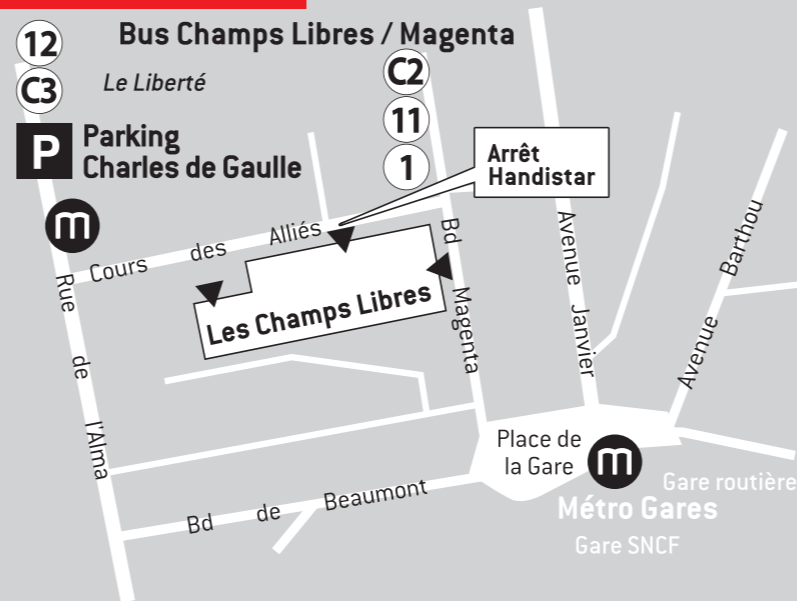 12
Bus Champs Libres / Magenta
C3
Le Liberté
C2
11
1
P
Parking
Charles de Gaulle
Arrêt
Handistar
m
Cours des Alliés
Rue de l'Alma
Les Champs Libres
Bd Magenta
Avenue Janvier
Avenue Barthou
Place de
la Gare
m
Gare routière
Métro Gares
Gare SNCF
Bd de Beaumont